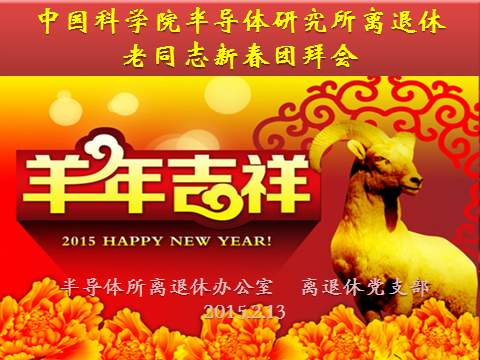 中国科学院半导体研究所离退休
老同志新春团拜会
羊年吉祥
2015 HAPPY NEW YEAR!
半导体所离退休办公室 离退休党支部
2015.2.13